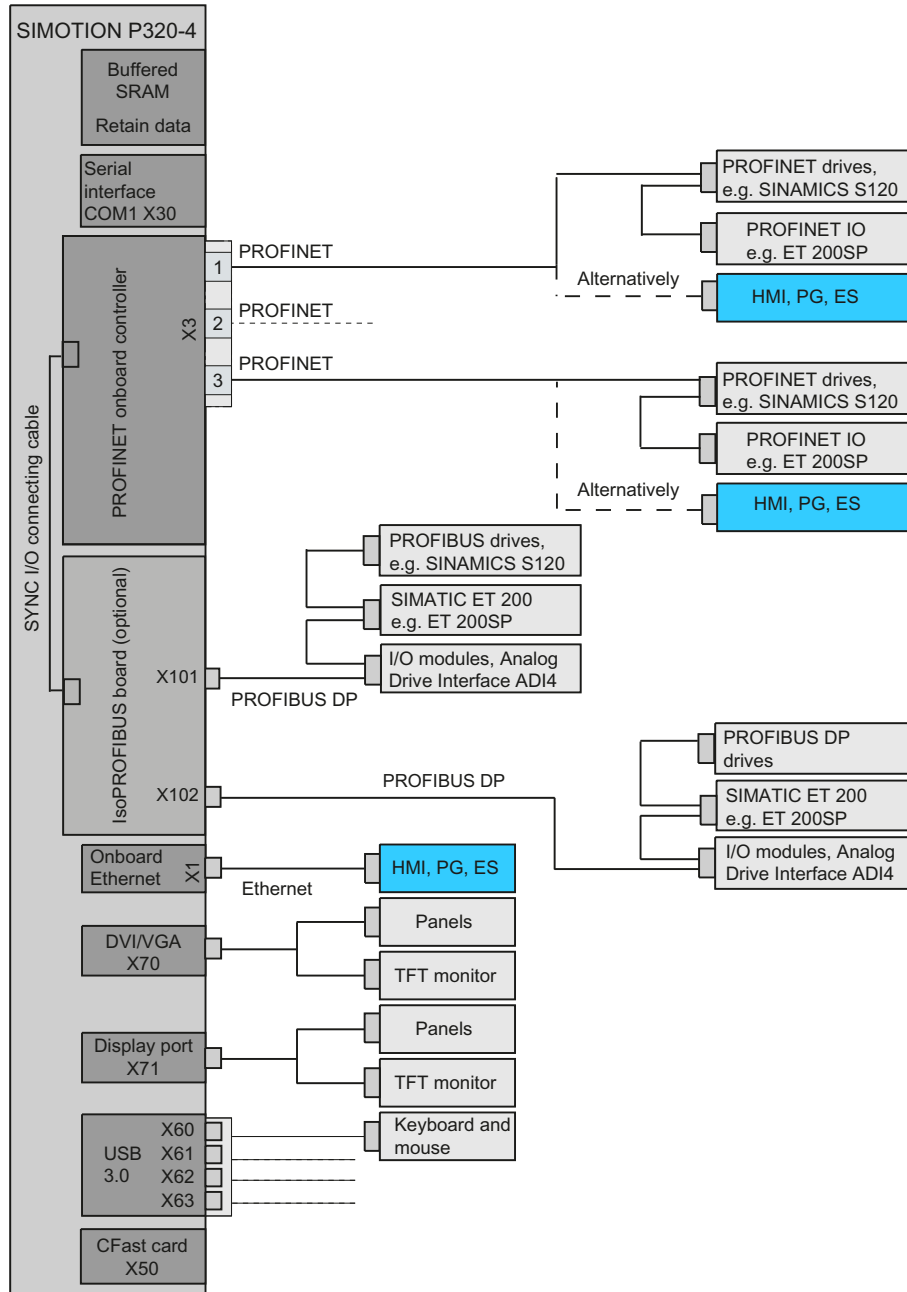 SIMOTION P320-4
Buffered
SRAM
Retain data
Serial
interface
COM1 X30
PROFINET onboard controller
X3
1
2
3
PROFINET
PROFINET
PROFINET
PROFINET drives,
e.g. SINAMICS S120
PROFINET IO
e.g. ET 200SP
Alternatively
HMI, PG, ES
PROFINET drives,
e.g. SINAMICS S120
PROFINET IO
e.g. ET 200SP
Alternatively
HMI, PG, ES
SYNC I/O connecting cable
IsoPROFIBUS board (optional)
X101
PROFIBUS DP
PROFIBUS drives,
e.g. SINAMICS S120
SIMATIC ET 200
e.g. ET 200SP
I/O modules, Analog
Drive Interface ADI4
X102
PROFIBUS DP
PROFIBUS DP
drives
SIMATIC ET 200
e.g. ET 200SP
I/O modules, Analog
Drive Interface ADI4
Onboard
Ethernet
X1
Ethernet
HMI, PG, ES
DVI/VGA
X70
Panels
TFT monitor
Display port
X71
Panels
TFT monitor
USB
3.0
X60
X61
X62
X63
Keyboard and
mouse
CFast card
X50